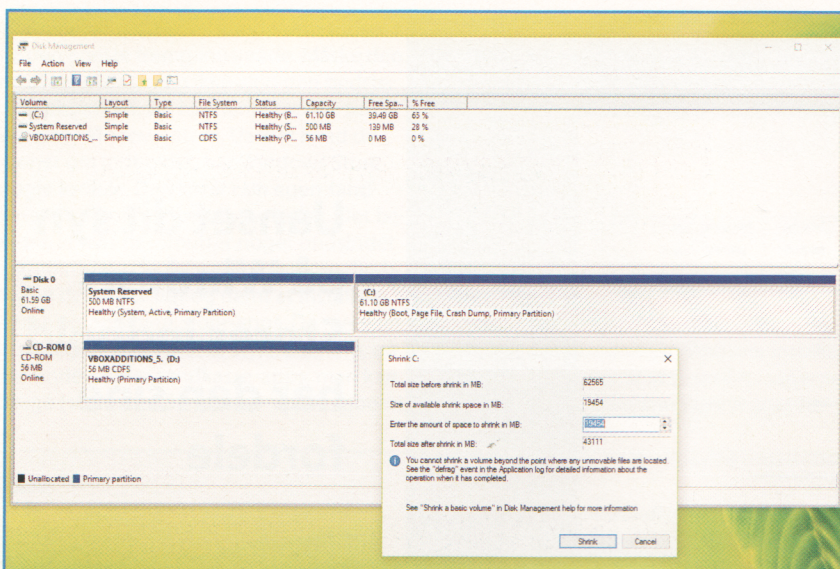 Disk Management
File Action View Help
Volume Layout Type File System Status Capacity Free Spa... % Free
(C:) Simple Basic NTFS Healthy (B... 61.10 GB 39.49 GB 65 %
System Reserved Simple Basic NTFS Healthy (S... 500 MB 139 MB 28 %
VBOXADDITIONS_... Simple Basic CDFS Healthy (P... 56 MB 0 MB 0 %
Disk 0
Basic
61.59 GB
Online
System Reserved
500 MB NTFS
Healthy (System, Active, Primary Partition)
(C:)
61.10 GB NTFS
Healthy (Boot, Page File, Crash Dump, Primary Partition)
CD-ROM 0
CD-ROM
56 MB
Online
VBOXADDITIONS_5. (D:)
56 MB CDFS
Healthy (Primary Partition)
Unallocated Primary partition
Shrink C:
Total size before shrink in MB: 62565
Size of available shrink space in MB: 19454
Enter the amount of space to shrink in MB: 19454
Total size after shrink in MB: 43111
You cannot shrink a volume beyond the point where any unmovable files are located.
See the "defrag" event in the Application log for detailed information about the
operation when it has completed.
See "Shrink a basic volume" in Disk Management help for more information
Shrink Cancel